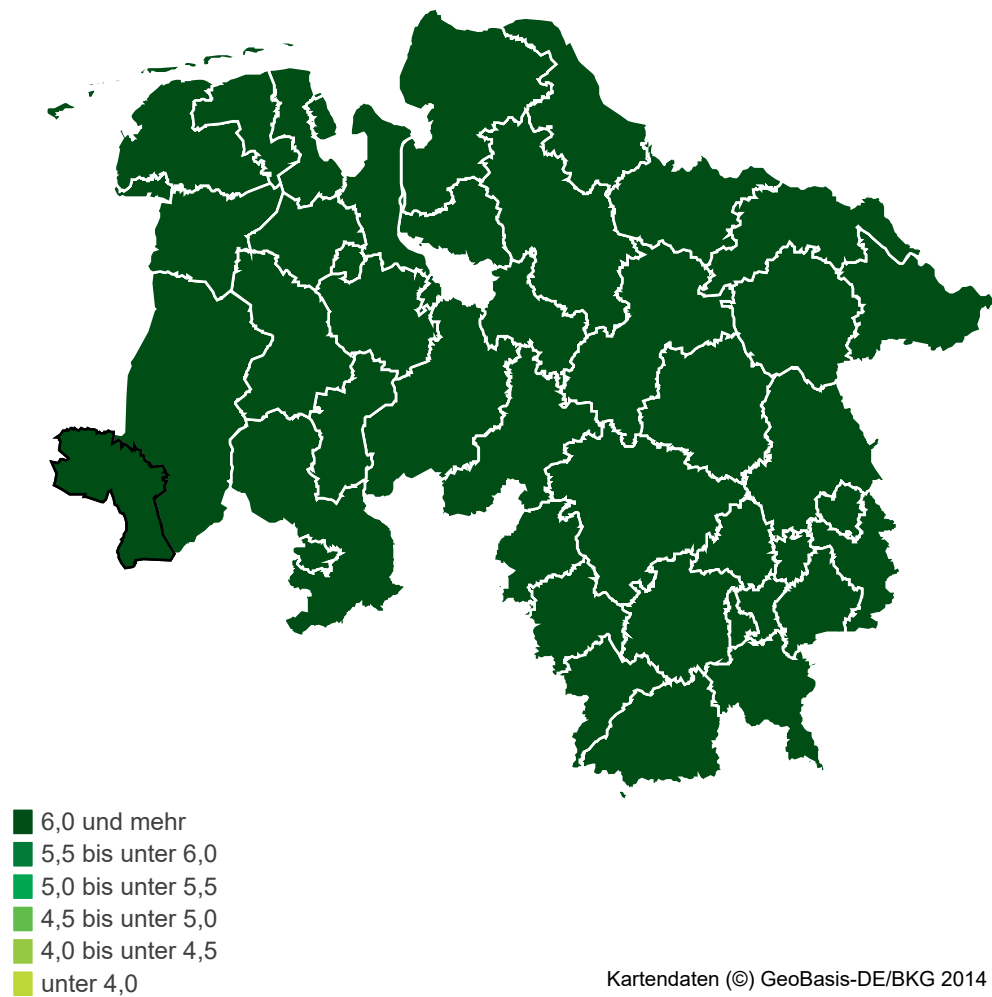 6,0 und mehr
5,5 bis unter 6,0
5,0 bis unter 5,5
4,5 bis unter 5,0
4,0 bis unter 4,5
unter 4,0
Kartendaten (©) GeoBasis-DE/BKG 2014